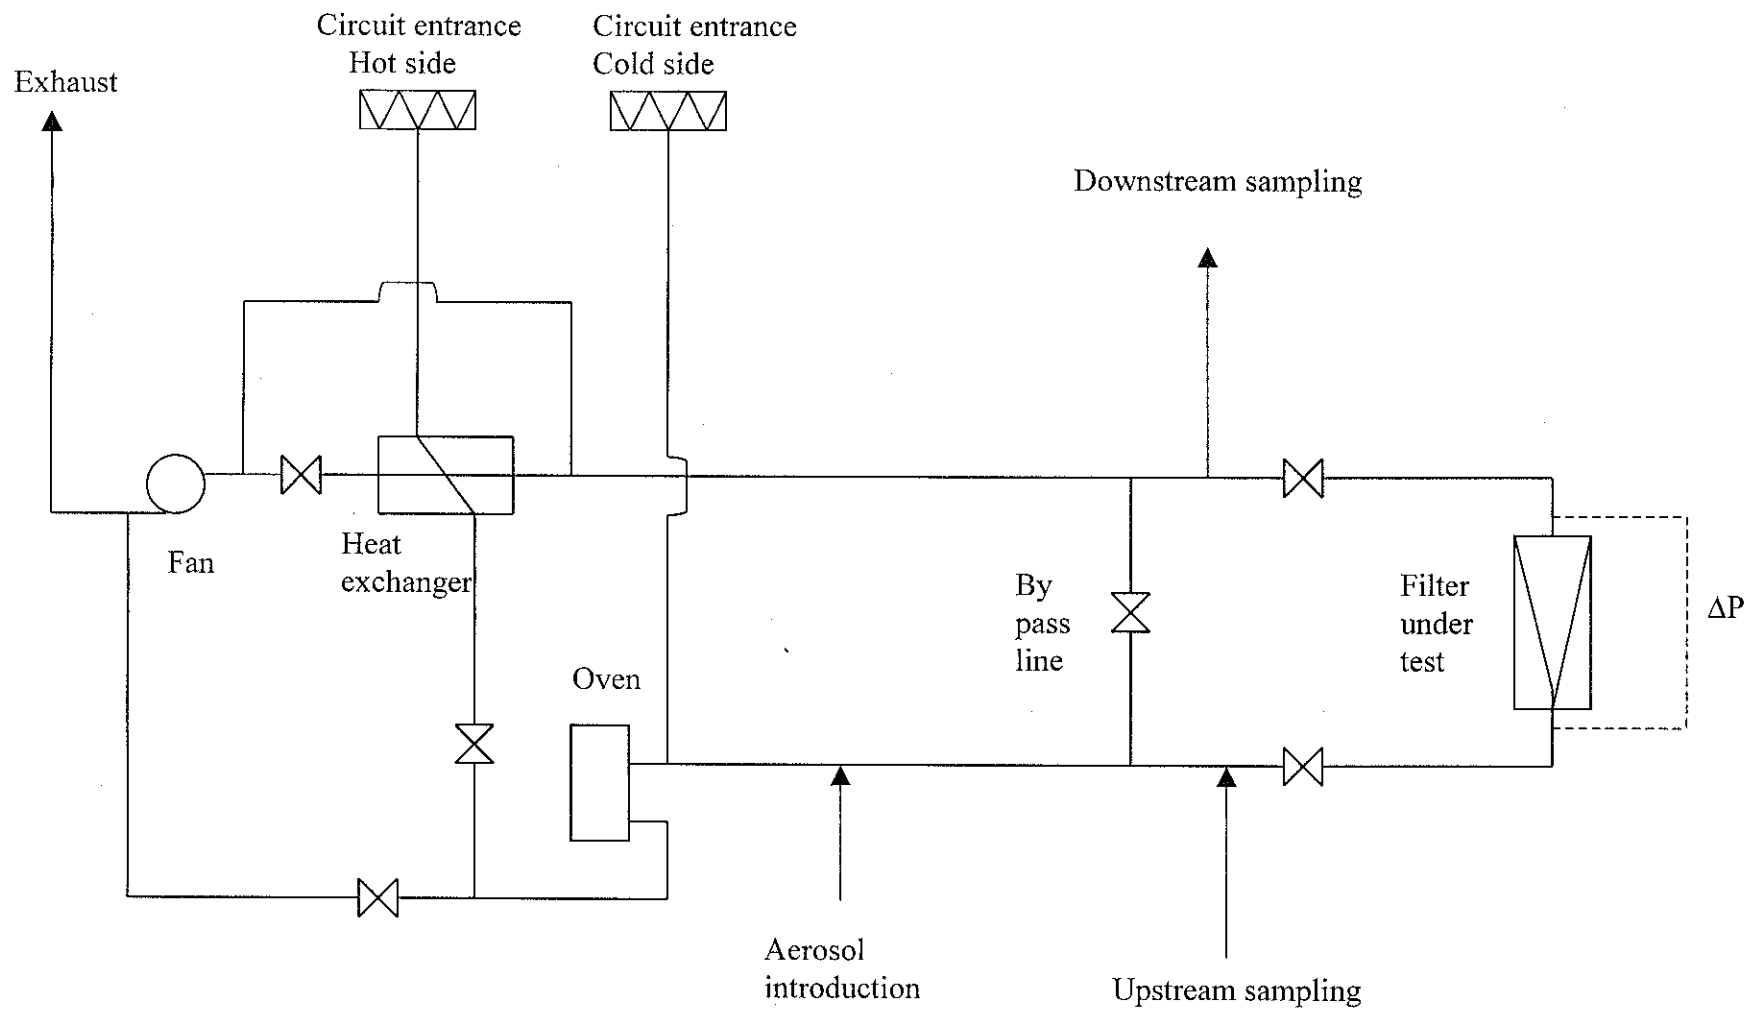 Circuit entrance
Hot side
Circuit entrance
Cold side
Exhaust
Downstream sampling
Fan
Heat
exchanger
By
pass
line
Filter
under
test
ΔP
Oven
Aerosol
introduction
Upstream sampling